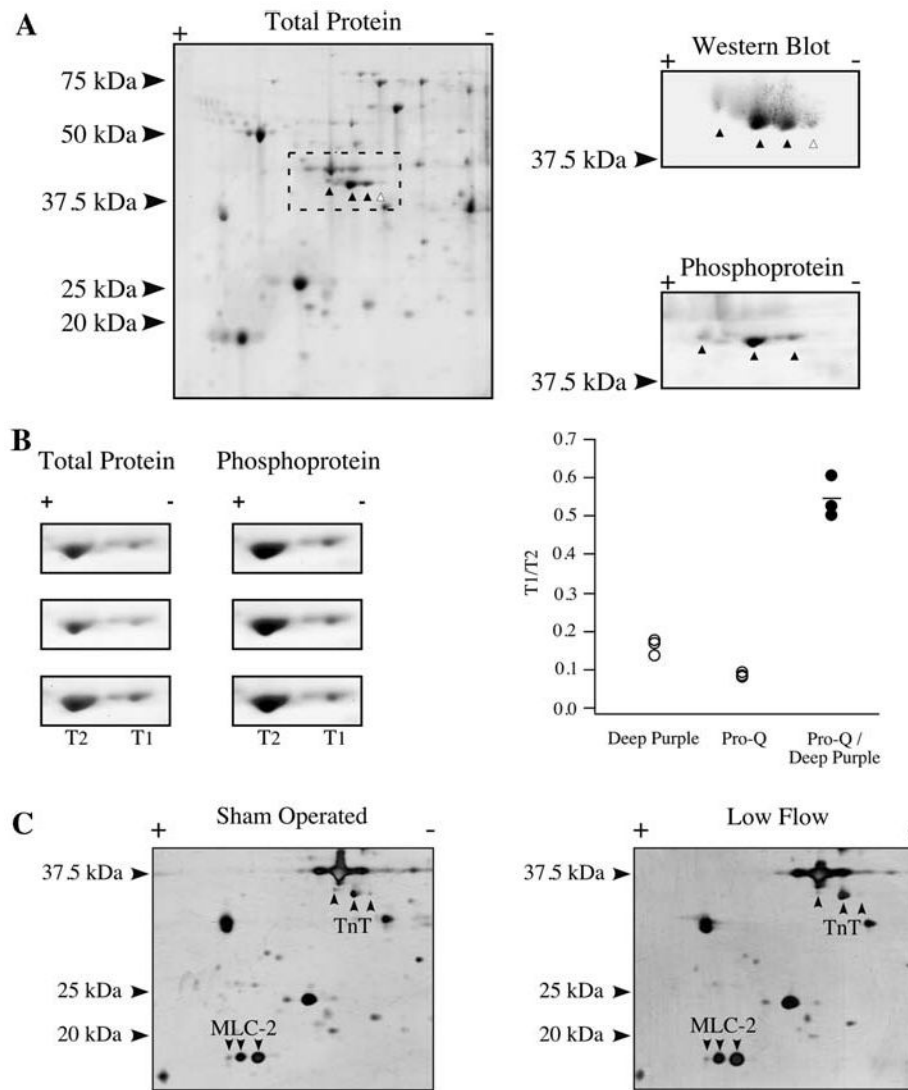 A
Total Protein
+ -
75 kDa
50 kDa
37.5 kDa
25 kDa
20 kDa
Western Blot
+ -
37.5 kDa
Phosphoprotein
+ -
37.5 kDa
B
Total Protein
+ -
T2 T1
Phosphoprotein
+ -
T2 T1
0.7
0.6
0.5
0.4
0.3
0.2
0.1
0.0
T1/T2
Deep Purple
Pro-Q
Pro-Q /
Deep Purple
C
Sham Operated
+ -
37.5 kDa
TnT
25 kDa
20 kDa
MLC-2
Low Flow
+
37.5 kDa
TnT
25 kDa
20 kDa
MLC-2